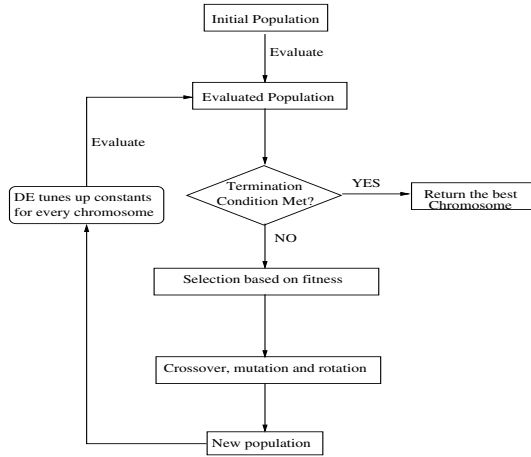 Initial Population
Evaluate
Evaluated Population
Evaluate
Termination
Condition Met?
YES
Return the best
Chromosome
DE tunes up constants
for every chromosome
NO
Selection based on fitness
Crossover, mutation and rotation
New population